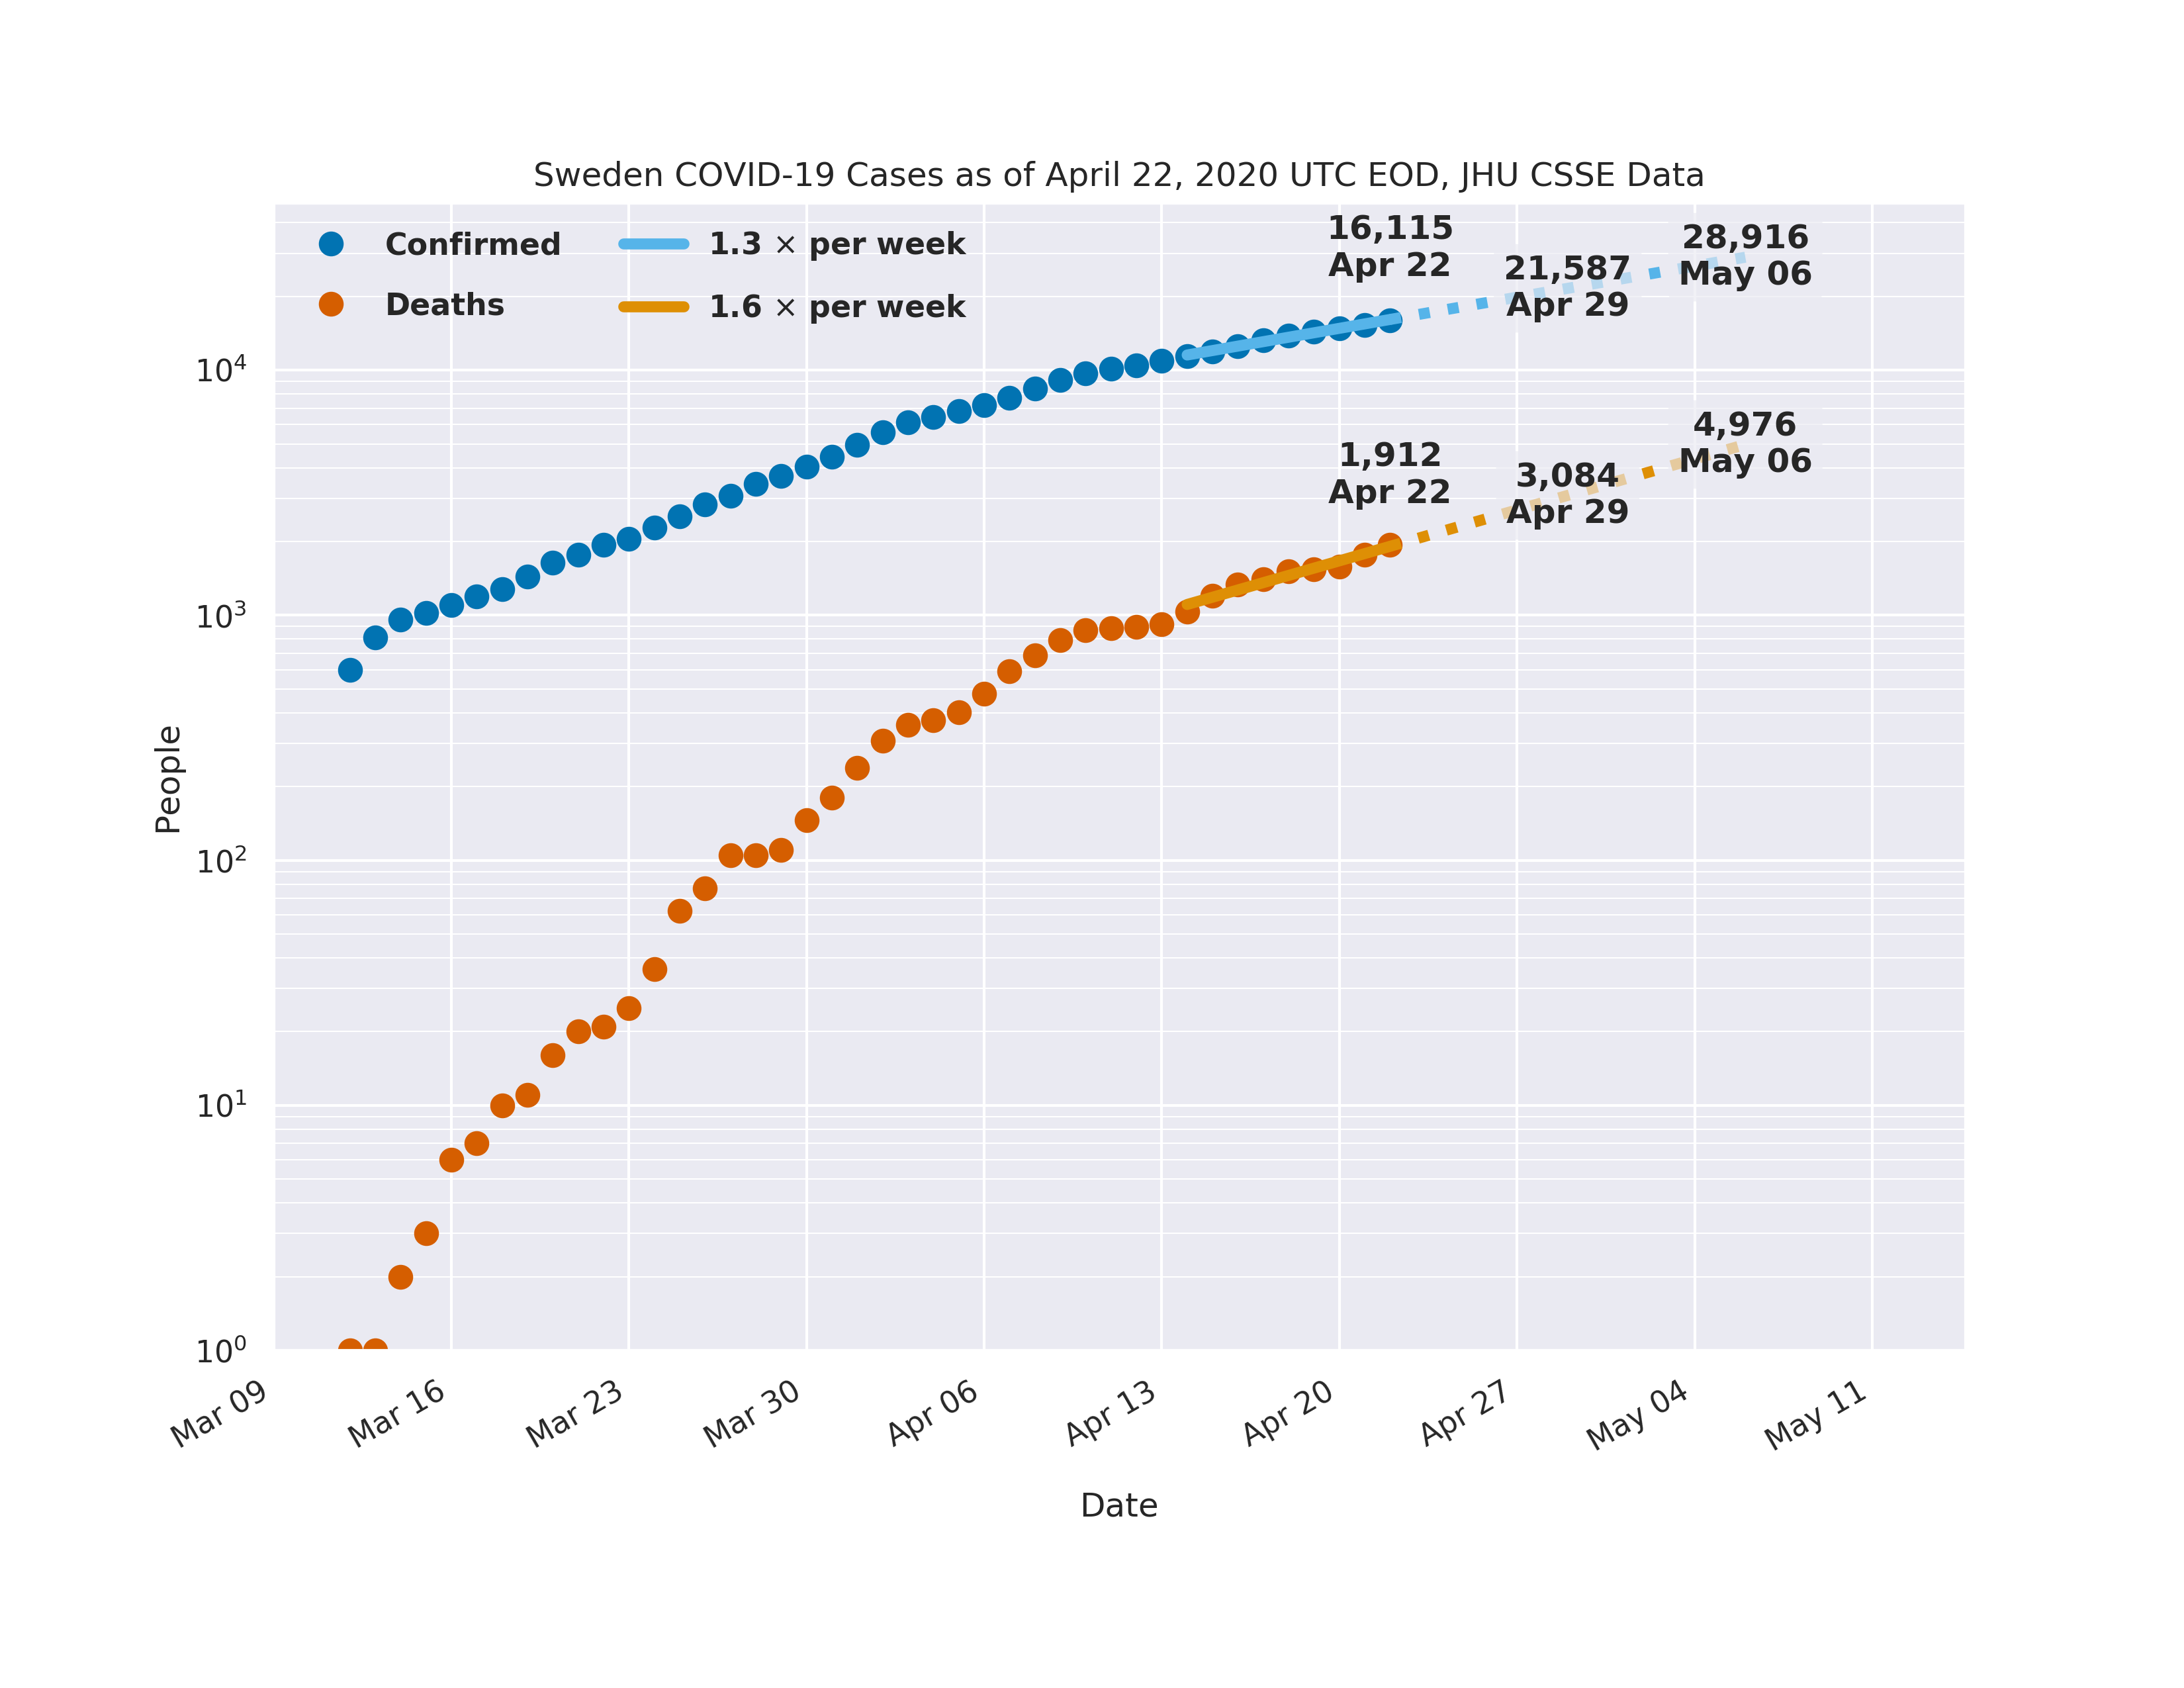 Sweden COVID-19 Cases as of April 22, 2020 UTC EOD, JHU CSSE Data
Confirmed
Deaths
1.3 × per week
1.6 × per week
16,115
Apr 22
21,587
Apr 29
28,916
May 06
1,912
Apr 22
3,084
Apr 29
4,976
May 06
People
10⁴
10³
10²
10¹
10⁰
Mar 09
Mar 16
Mar 23
Mar 30
Apr 06
Apr 13
Apr 20
Apr 27
May 04
May 11
Date